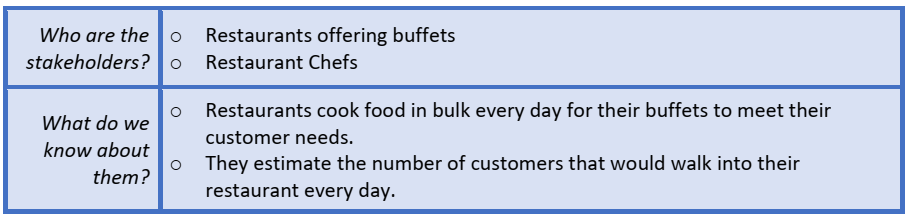 Who are the
stakeholders?
o Restaurants offering buffets
o Restaurant Chefs
What do we
know about
them?
o Restaurants cook food in bulk every day for their buffets to meet their
customer needs.
o They estimate the number of customers that would walk into their
restaurant every day.